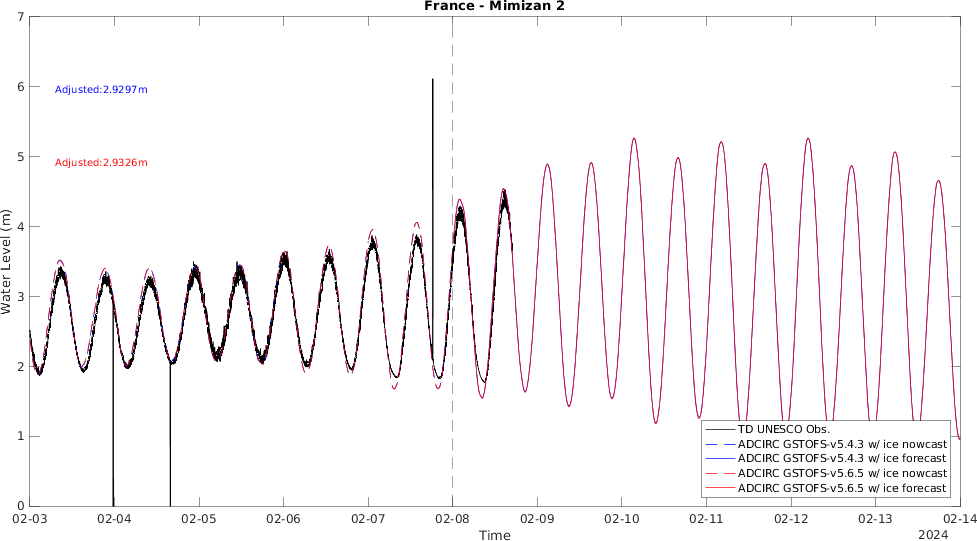 France - Mimizan 2
7
6
5
4
3
2
1
0
Water Level (m)
Adjusted:2.9297m
Adjusted:2.9326m
TD UNESCO Obs.
ADCIRC GSTOFS-v5.4.3 w/ ice nowcast
ADCIRC GSTOFS-v5.4.3 w/ ice forecast
ADCIRC GSTOFS-v5.6.5 w/ ice nowcast
ADCIRC GSTOFS-v5.6.5 w/ ice forecast
02-03 02-04 02-05 02-06 02-07 02-08 02-09 02-10 02-11 02-12 02-13 02-14
Time
2024